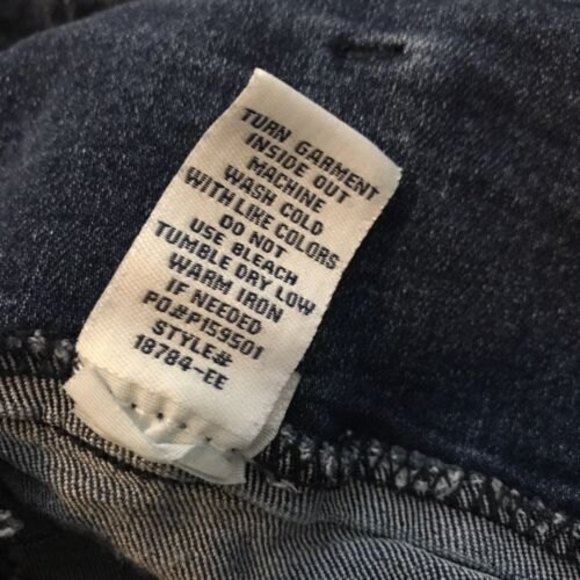 TURN GARMENT
INSIDE OUT
MACHINE
WASH COLD
WITH LIKE COLORS
DO NOT
USE BLEACH
TUMBLE DRY LOW
WARM IRON
IF NEEDED
PO#P159501
STYLE#
18784-EE